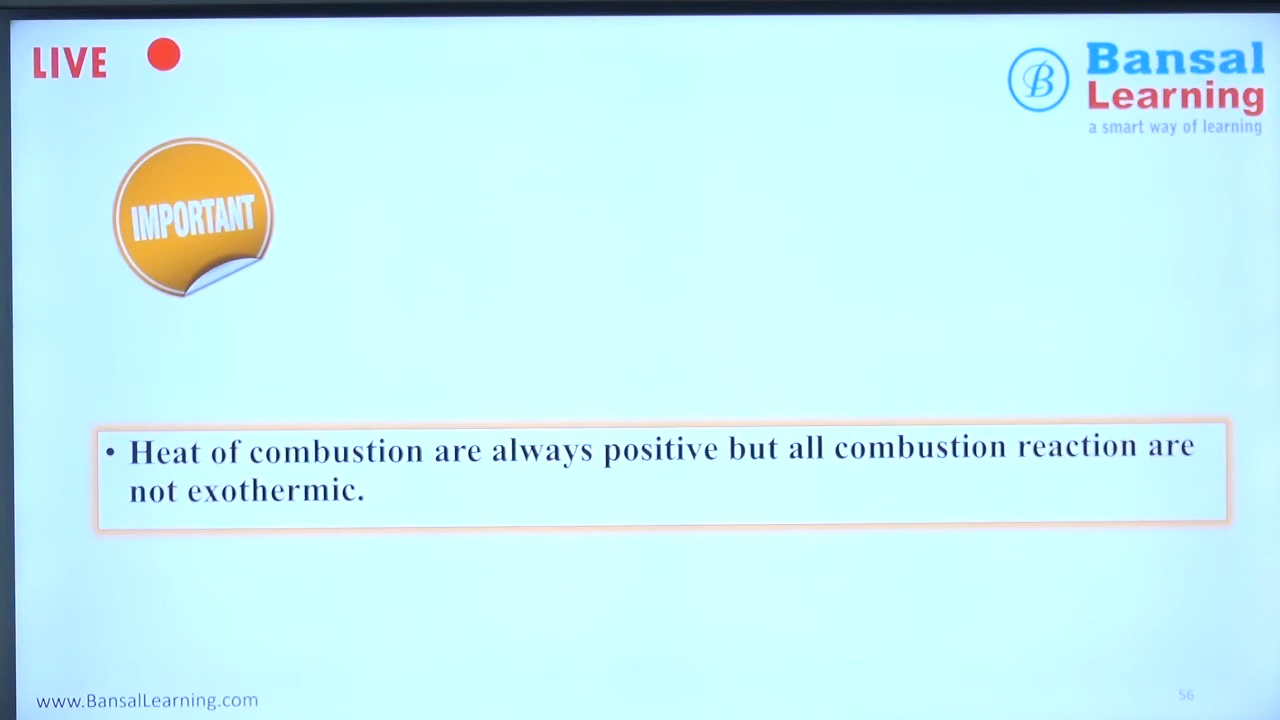 LIVE
Bansal
Learning
a smart way of learning
IMPORTANT
• Heat of combustion are always positive but all combustion reaction are
not exothermic.
www.BansalLearning.com
56